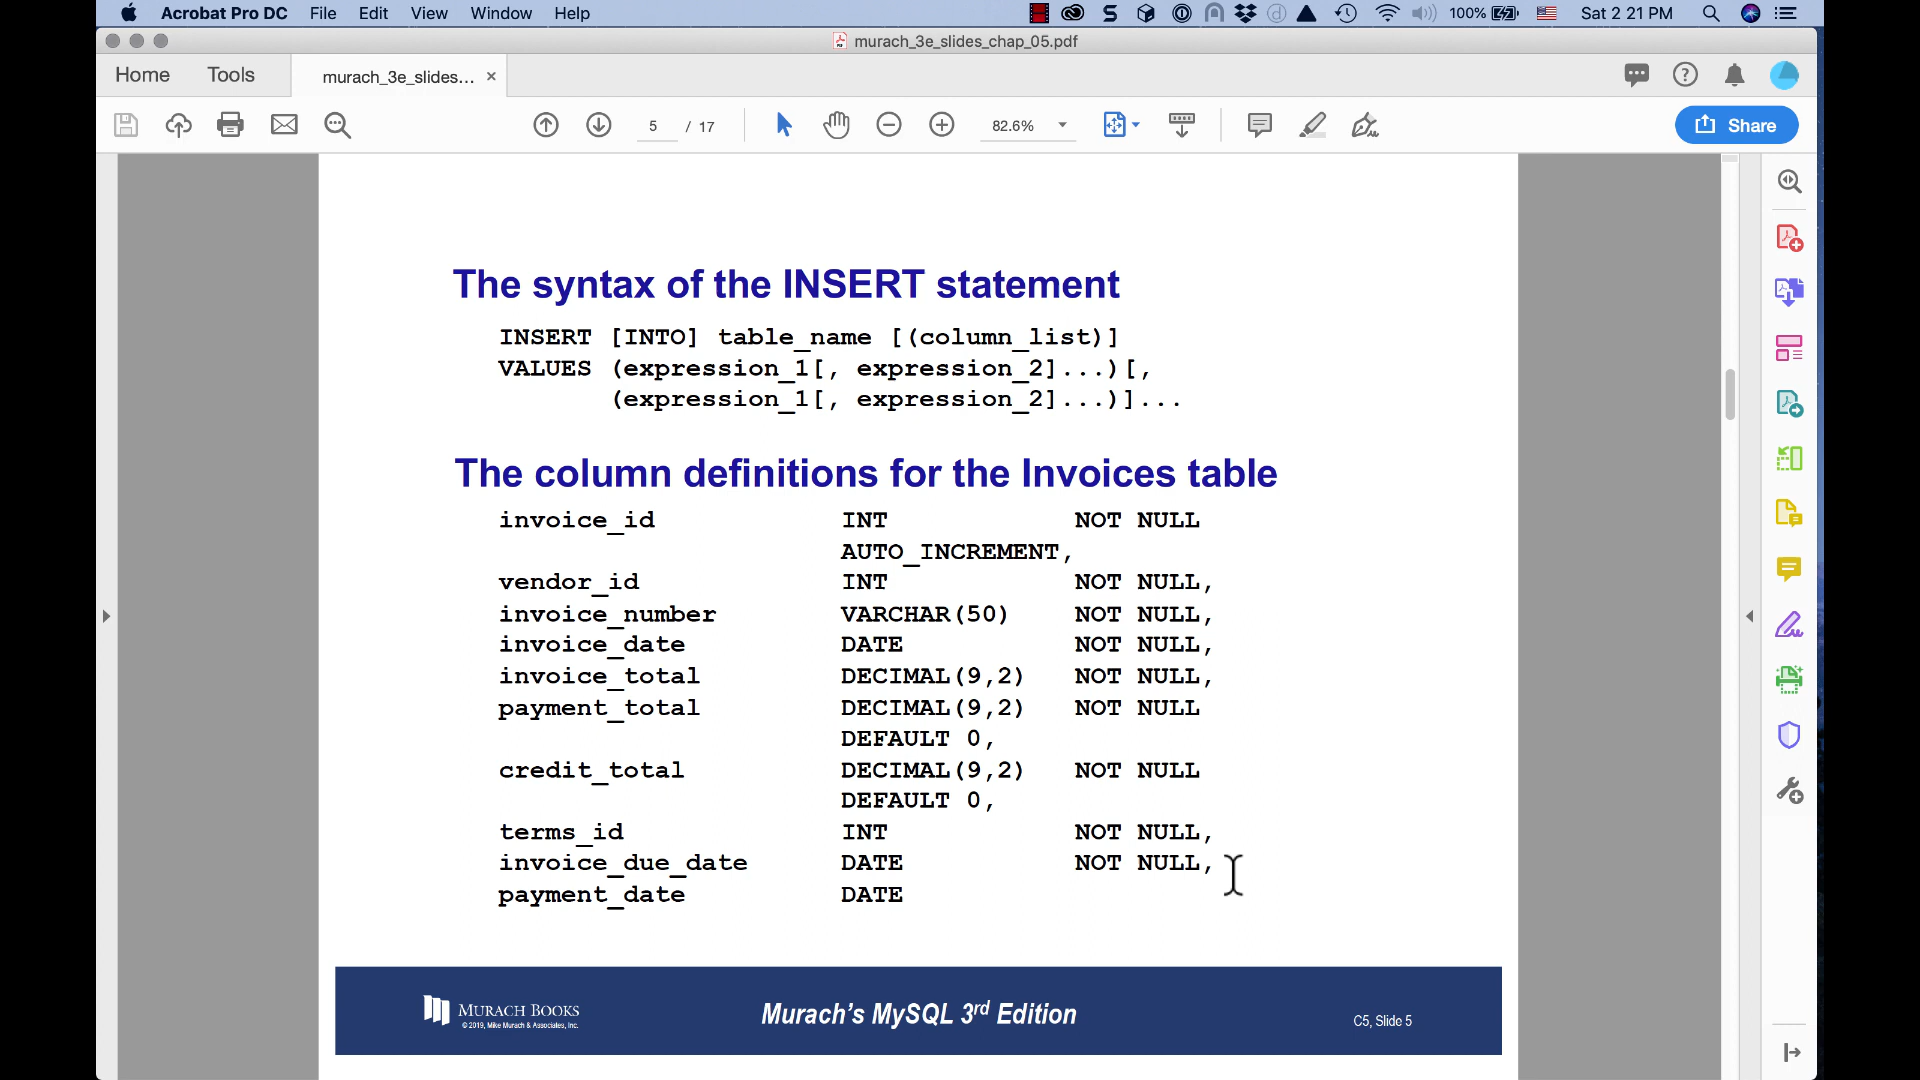 Acrobat Pro DC File Edit View Window Help 100% Sat 2 21 PM
murach_3e_slides_chap_05.pdf
Home Tools murach_3e_slides... ×
5 / 17 82.6% Share
The syntax of the INSERT statement
INSERT [INTO] table_name [(column_list)]
VALUES (expression_1[, expression_2]...)[,
(expression_1[, expression_2]...)]...
The column definitions for the Invoices table
invoice_id INT NOT NULL
AUTO_INCREMENT,
vendor_id INT NOT NULL,
invoice_number VARCHAR(50) NOT NULL,
invoice_date DATE NOT NULL,
invoice_total DECIMAL(9,2) NOT NULL,
payment_total DECIMAL(9,2) NOT NULL
DEFAULT 0,
credit_total DECIMAL(9,2) NOT NULL
DEFAULT 0,
terms_id INT NOT NULL,
invoice_due_date DATE NOT NULL,
payment_date DATE
MURACH BOOKS
© 2019, Mike Murach & Associates, Inc.
Murach's MySQL 3rd Edition
C5, Slide 5